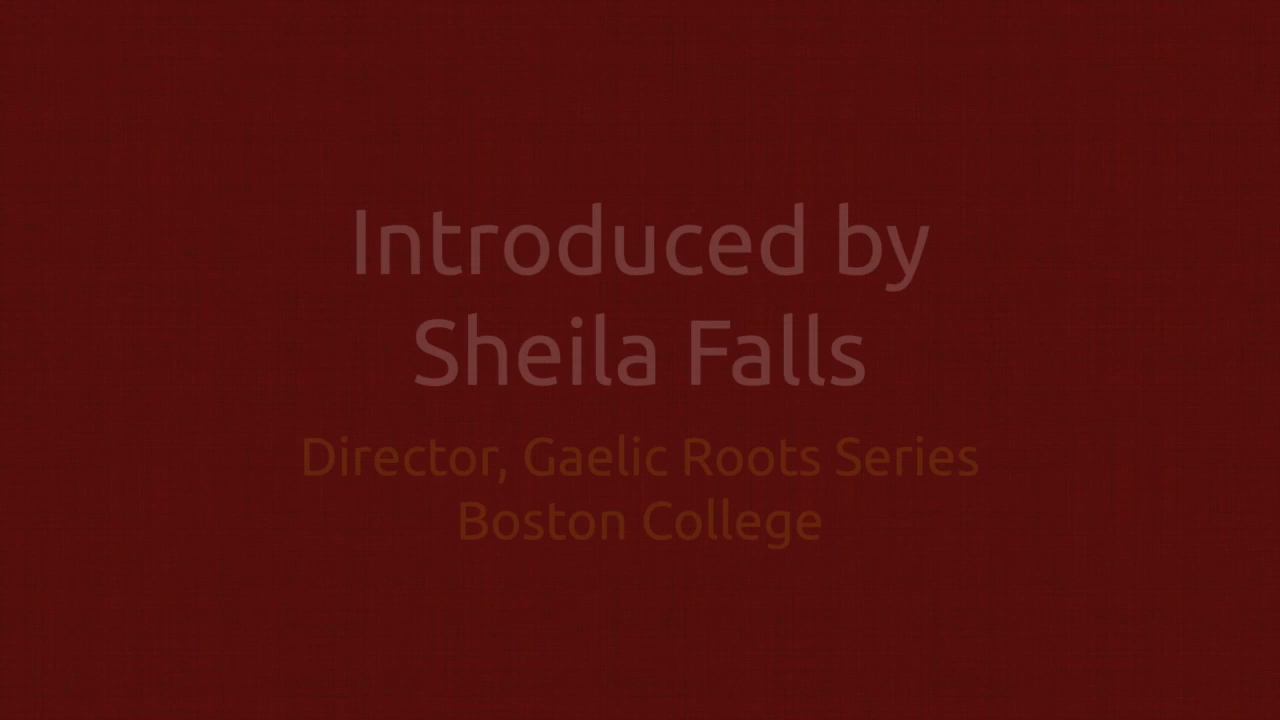 Introduced by
Sheila Falls
Director, Gaelic Roots Series
Boston College